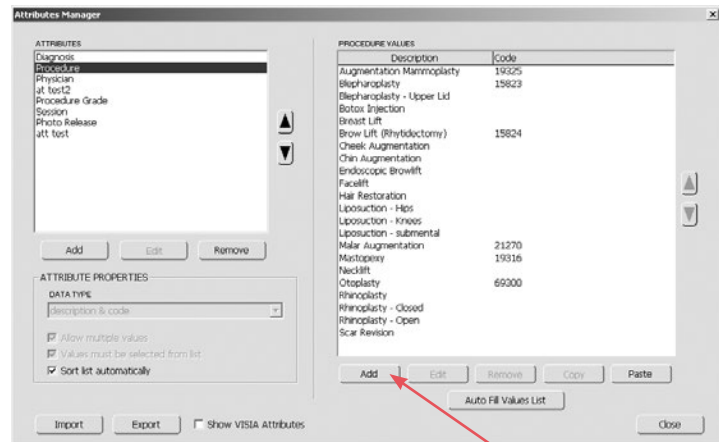 Attributes Manager
ATTRIBUTES
Diagnosis
Procedure
Physician
at test2
Procedure Grade
Session
Photo Release
att test
Add Edit Remove
ATTRIBUTE PROPERTIES
DATA TYPE
description & code
Allow multiple values
Values must be selected from list
Sort list automatically
Import Export Show VISIA Attributes
PROCEDURE VALUES
Description Code
Augmentation Mammoplasty 19325
Blepharoplasty 15823
Blepharoplasty - Upper Lid
Botox Injection
Breast Lift
Brow Lift (Rhytidectomy) 15824
Cheek Augmentation
Chin Augmentation
Endoscopic Browlift
Facelift
Hair Restoration
Liposuction - Hips
Liposuction - Knees
Liposuction - submental
Malar Augmentation 21270
Mastopexy 19316
Necklift
Otoplasty 69300
Rhinoplasty
Rhinoplasty - Closed
Rhinoplasty - Open
Scar Revision
Add Edit Remove Copy Paste
Auto Fill Values List
Close